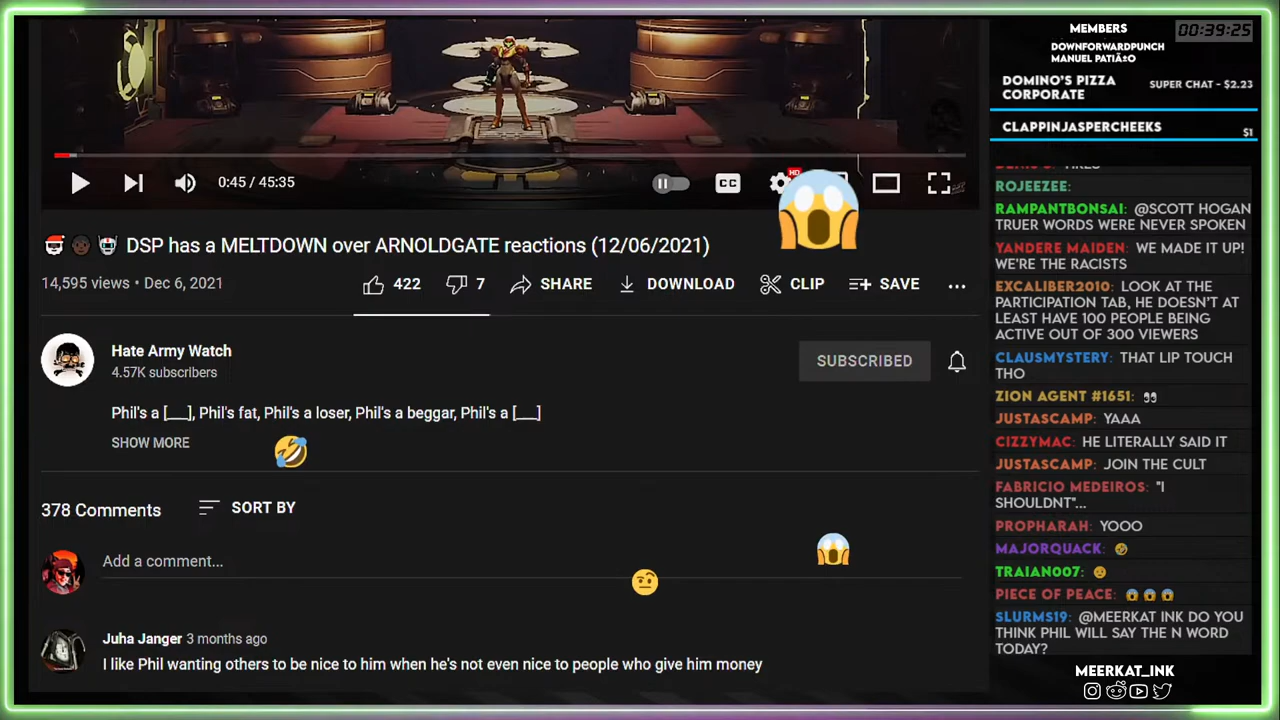 MEMBERS
00:39:25
DOWNFORWARDPUNCH
MANUEL PATIÃ±O
DOMINO'S PIZZA
CORPORATE
SUPER CHAT - $2.23
CLAPPINJASPERCHEEKS
$1
0:45 / 45:35
CC
HD
DSP has a MELTDOWN over ARNOLDGATE reactions (12/06/2021)
14,595 views • Dec 6, 2021
422
7
SHARE
DOWNLOAD
CLIP
SAVE
Hate Army Watch
4.57K subscribers
SUBSCRIBED
Phil's a [__], Phil's fat, Phil's a loser, Phil's a beggar, Phil's a [__]
SHOW MORE
378 Comments
SORT BY
Add a comment...
Juha Janger 3 months ago
I like Phil wanting others to be nice to him when he's not even nice to people who give him money
ROJEEZEE:
RAMPANTBONSAI: @SCOTT HOGAN
TRUER WORDS WERE NEVER SPOKEN
YANDERE MAIDEN: WE MADE IT UP!
WE'RE THE RACISTS
EXCALIBER2010: LOOK AT THE
PARTICIPATION TAB, HE DOESN'T AT
LEAST HAVE 100 PEOPLE BEING
ACTIVE OUT OF 300 VIEWERS
CLAUSMYSTERY: THAT LIP TOUCH
THO
ZION AGENT #1651:
JUSTASCAMP: YAAA
CIZZYMAC: HE LITERALLY SAID IT
JUSTASCAMP: JOIN THE CULT
FABRICIO MEDEIROS: "I
SHOULDNT"...
PROPHARAH: YOOO
MAJORQUACK:
TRAIAN007:
PIECE OF PEACE:
SLURMS19: @MEERKAT INK DO YOU
THINK PHIL WILL SAY THE N WORD
TODAY?
MEERKAT_INK